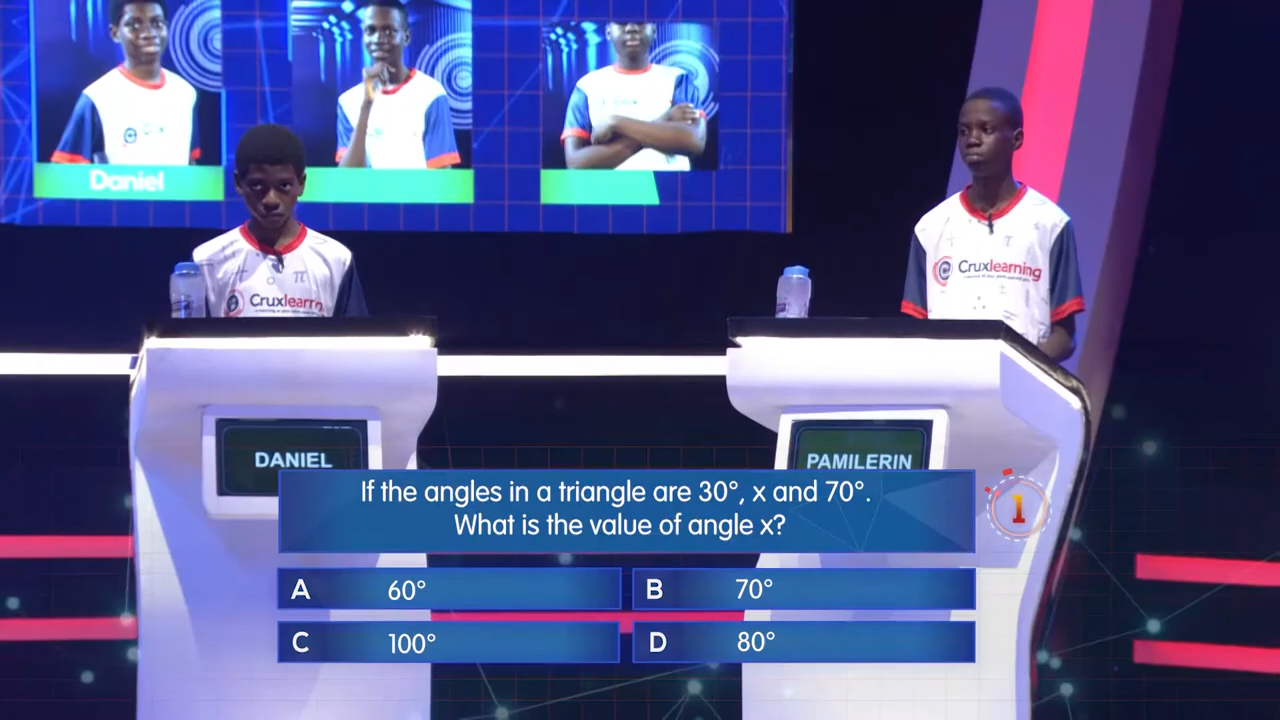 Daniel
Cruxlearn
Cruxlearning
DANIEL
PAMILERIN
If the angles in a triangle are 30°, x and 70°.
What is the value of angle x?
1
A 60°
B 70°
C 100°
D 80°